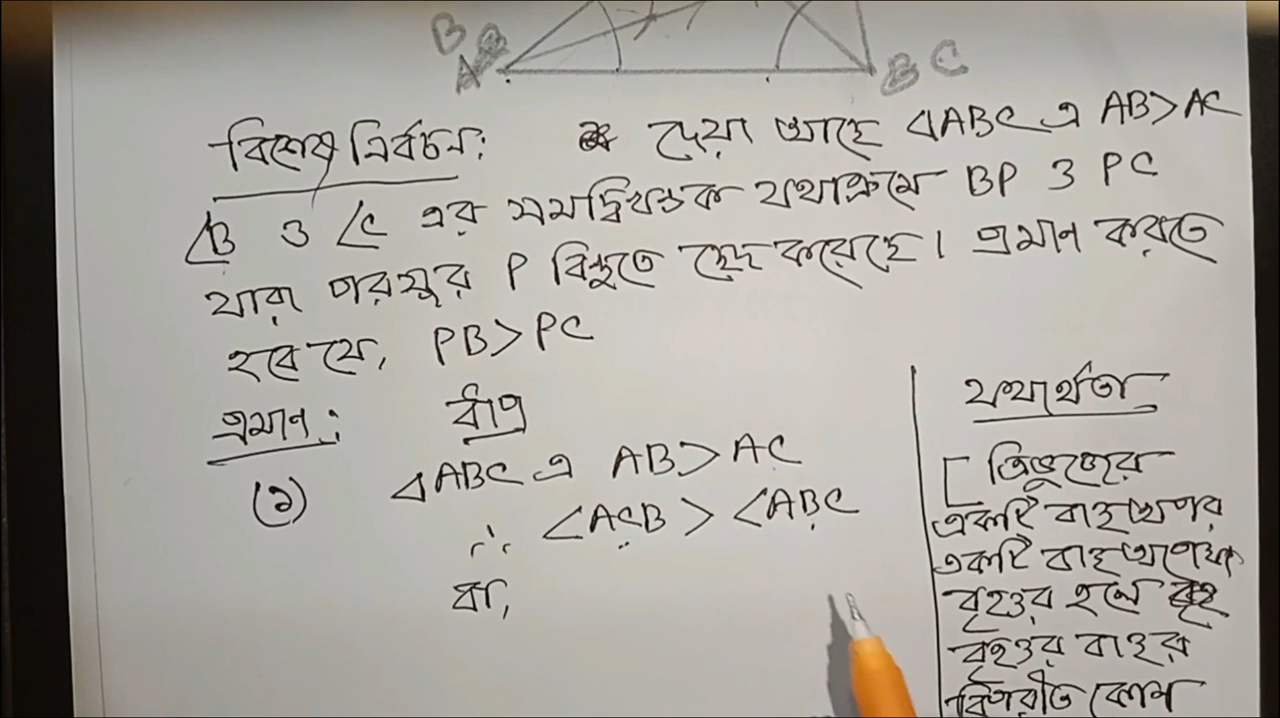 B
A B C
বিশেষ নির্বচন: দেয়া আছে ∆ABC এ AB>AC
∠B ও ∠C এর সমদ্বিখন্ডক যথাক্রমে BP ও PC
যারা পরস্পর P বিন্দুতে ছেদ করেছে। প্রমান করতে
হবে যে, PB>PC
প্রমান: ধাপ
যথার্থতা
(১) ∆ABC এ AB>AC
∴ <ACB > <ABC
বা,
[ত্রিভুজের
একটি বাহু অপর
একটি বাহু অপেক্ষা
বৃহত্তর হলে বৃহ
বৃহত্তর বাহুর
বিপরীত কোণ